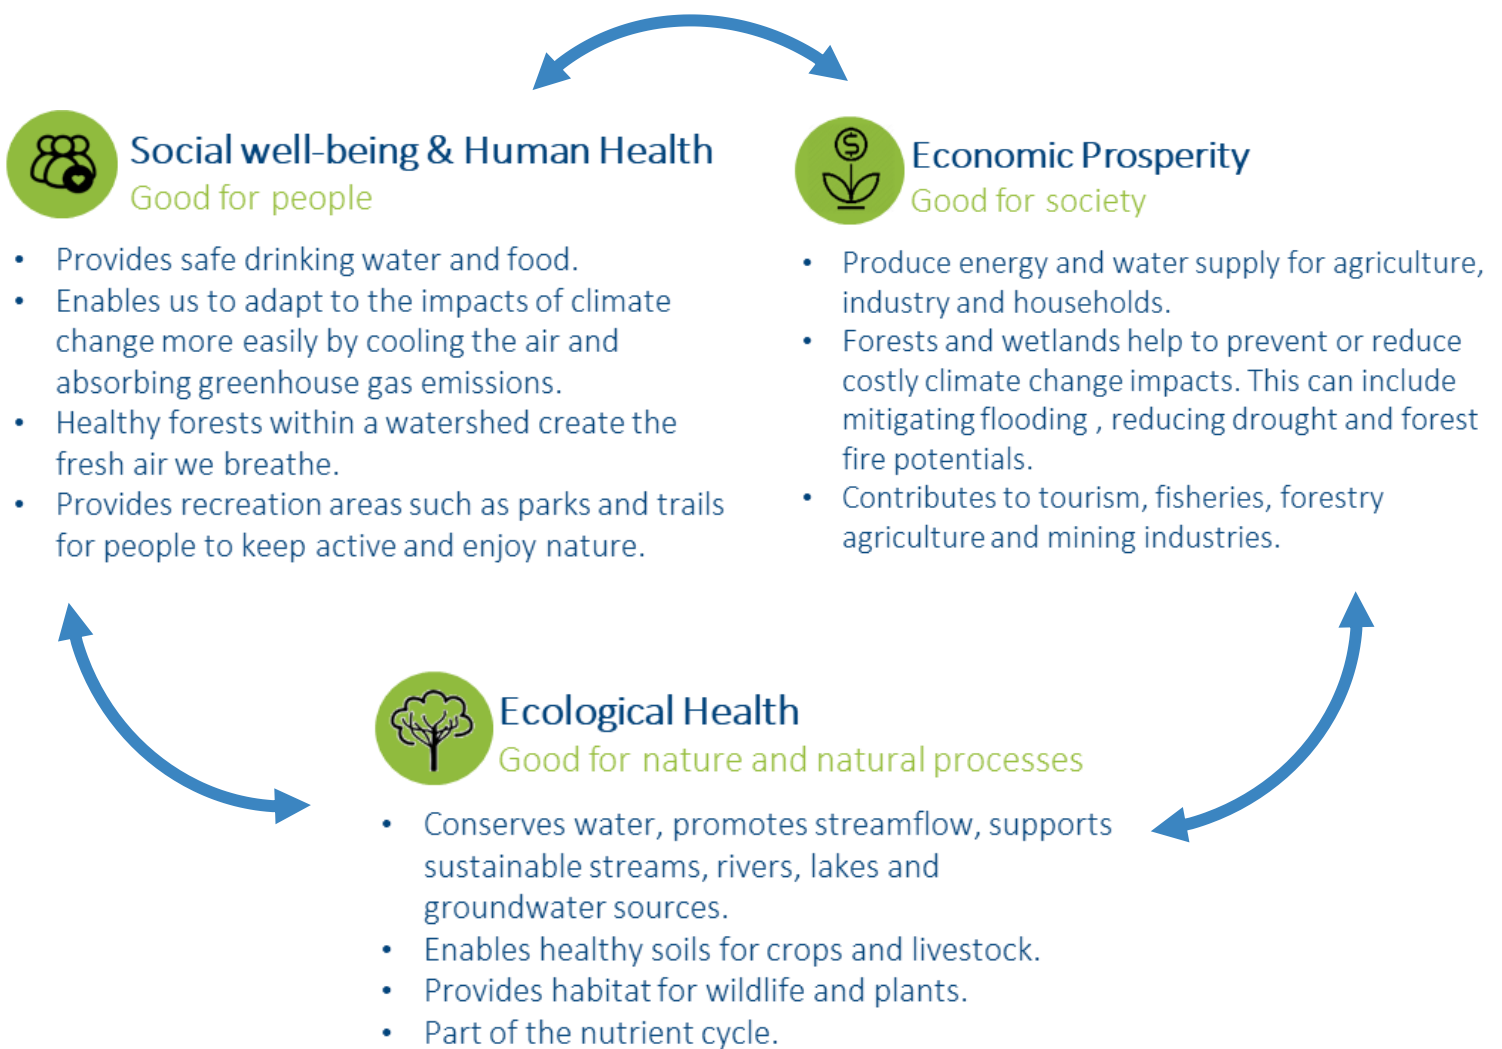 Social well-being & Human Health
Good for people
• Provides safe drinking water and food.
• Enables us to adapt to the impacts of climate
change more easily by cooling the air and
absorbing greenhouse gas emissions.
• Healthy forests within a watershed create the
fresh air we breathe.
• Provides recreation areas such as parks and trails
for people to keep active and enjoy nature.
$
Economic Prosperity
Good for society
• Produce energy and water supply for agriculture,
industry and households.
• Forests and wetlands help to prevent or reduce
costly climate change impacts. This can include
mitigating flooding , reducing drought and forest
fire potentials.
• Contributes to tourism, fisheries, forestry
agriculture and mining industries.
Ecological Health
Good for nature and natural processes
• Conserves water, promotes streamflow, supports
sustainable streams, rivers, lakes and
groundwater sources.
• Enables healthy soils for crops and livestock.
• Provides habitat for wildlife and plants.
• Part of the nutrient cycle.